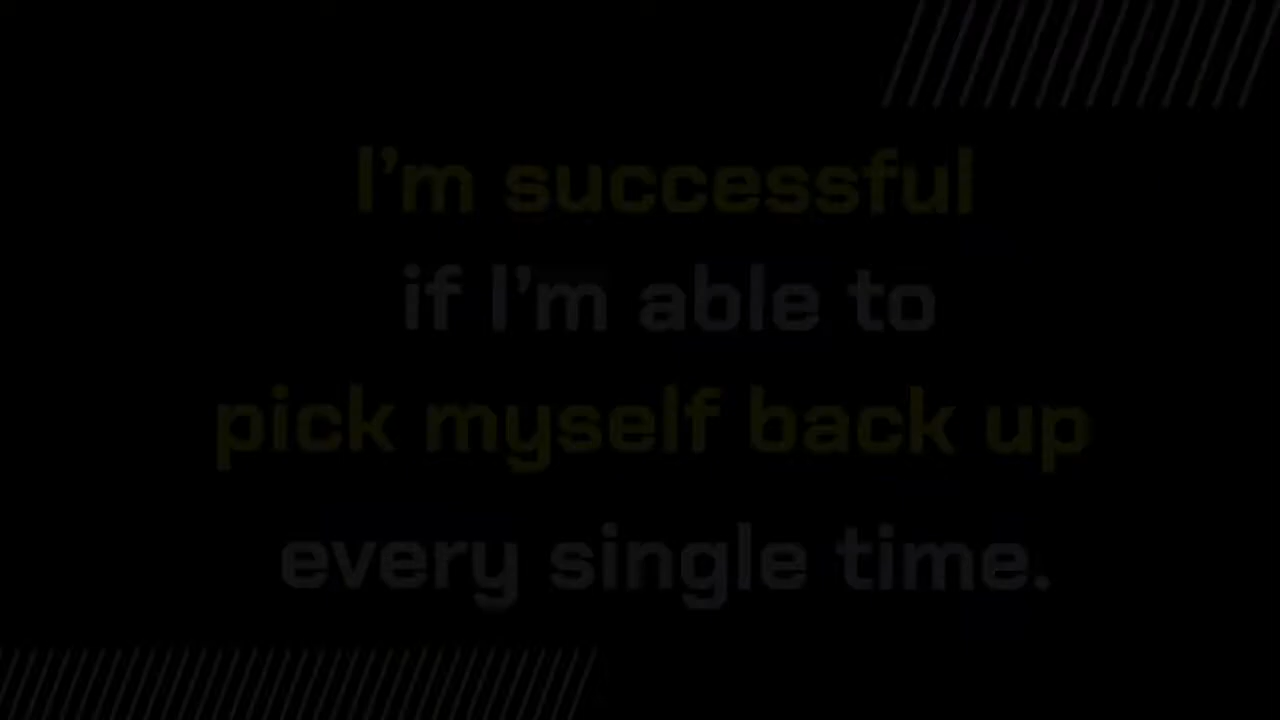 I'm successful
if I'm able to
pick myself back up
every single time.